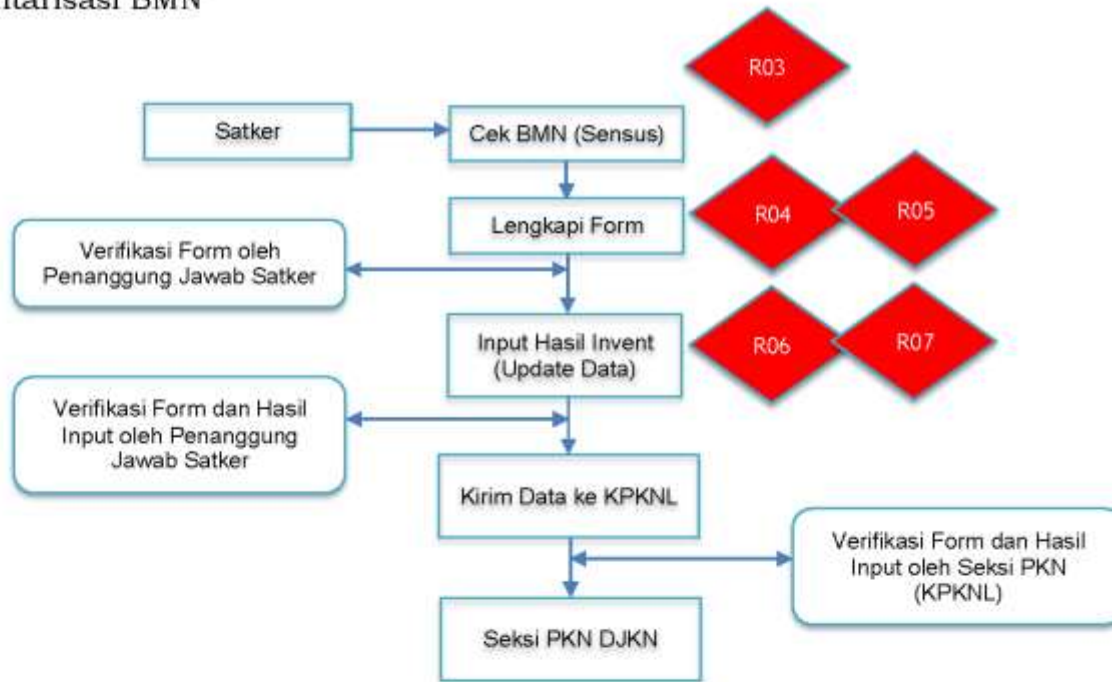 ntarisasi BMN
R03
Satker
Cek BMN (Sensus)
Lengkapi Form
R04
R05
Verifikasi Form oleh
Penanggung Jawab Satker
Input Hasil Invent
(Update Data)
R06
R07
Verifikasi Form dan Hasil
Input oleh Penanggung
Jawab Satker
Kirim Data ke KPKNL
Verifikasi Form dan Hasil
Input oleh Seksi PKN
(KPKNL)
Seksi PKN DJKN